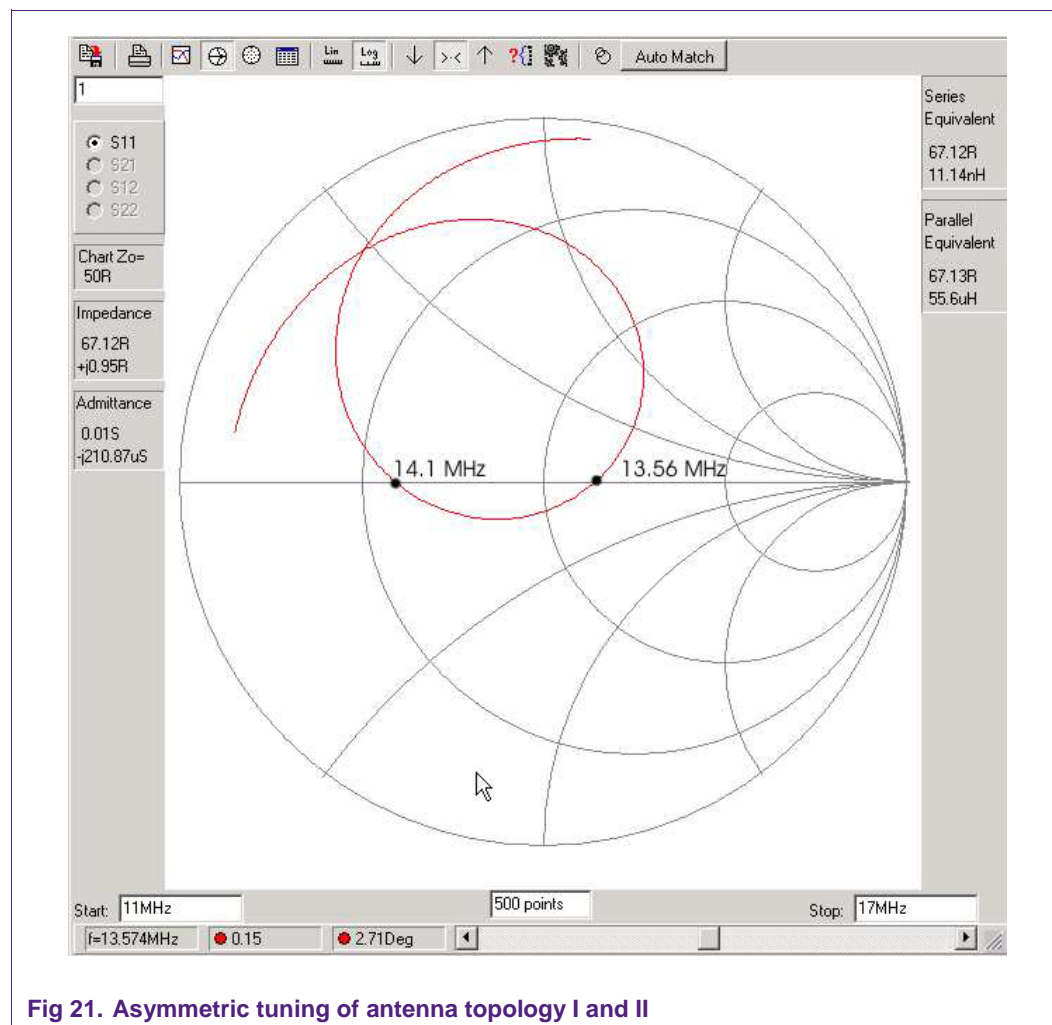 Lin
Log
?{}
Auto Match
1
S11
S21
S12
S22
Chart Zo=
50R
Impedance
67.12R
+j0.95R
Admittance
0.01S
-j210.87uS
Series
Equivalent
67.12R
11.14nH
Parallel
Equivalent
67.13R
55.6uH
14.1 MHz
13.56 MHz
Start: 11MHz
500 points
Stop: 17MHz
f=13.574MHz
0.15
2.71Deg
Fig 21. Asymmetric tuning of antenna topology I and II